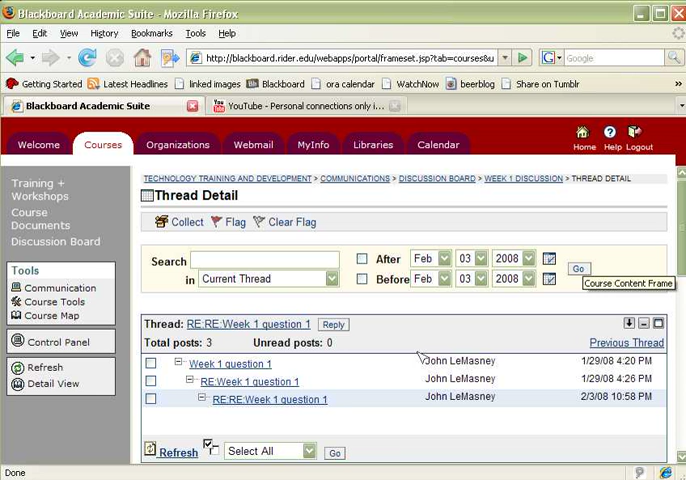 Blackboard Academic Suite - Mozilla Firefox
File Edit View History Bookmarks Tools Help
http://blackboard.rider.edu/webapps/portal/frameset.jsp?tab=courses&u
Google
Getting Started Latest Headlines linked images Blackboard ora calendar WatchNow beerblog Share on Tumblr
Blackboard Academic Suite YouTube - Personal connections only i...
Welcome Courses Organizations Webmail MyInfo Libraries Calendar Home Help Logout
Training + Workshops
Course Documents
Discussion Board
Tools
Communication
Course Tools
Course Map
Control Panel
Refresh
Detail View
TECHNOLOGY TRAINING AND DEVELOPMENT > COMMUNICATIONS > DISCUSSION BOARD > WEEK 1 DISCUSSION > THREAD DETAIL
Thread Detail
Collect Flag Clear Flag
Search After Feb 03 2008
in Current Thread Before Feb 03 2008
Go
Course Content Frame
Thread: RE:RE:Week 1 question 1 Reply
Total posts: 3 Unread posts: 0 Previous Thread
Week 1 question 1 John LeMasney 1/29/08 4:20 PM
RE:Week 1 question 1 John LeMasney 1/29/08 4:26 PM
RE:RE:Week 1 question 1 John LeMasney 2/3/08 10:58 PM
Refresh Select All Go
Done